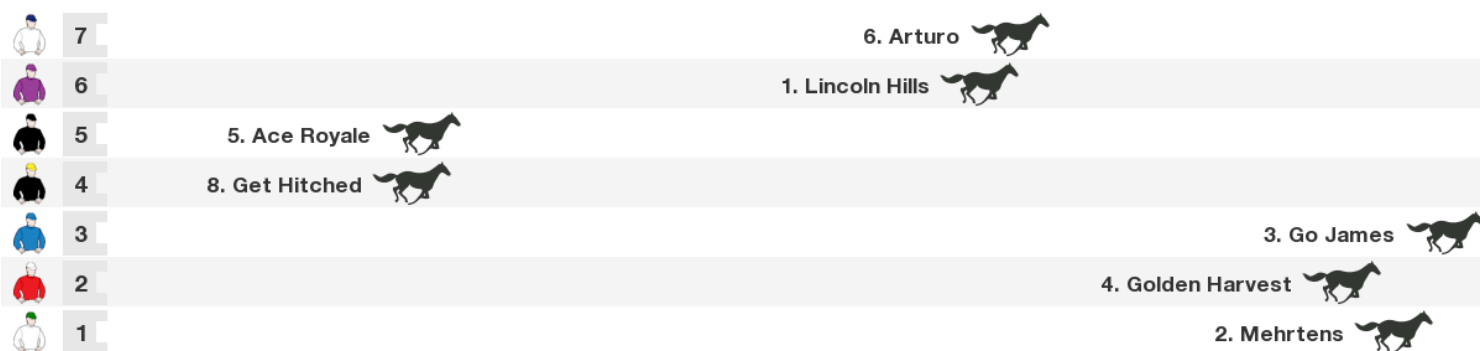 7 6. Arturo
6 1. Lincoln Hills
5 5. Ace Royale
4 8. Get Hitched
3 3. Go James
2 4. Golden Harvest
1 2. Mehrtens